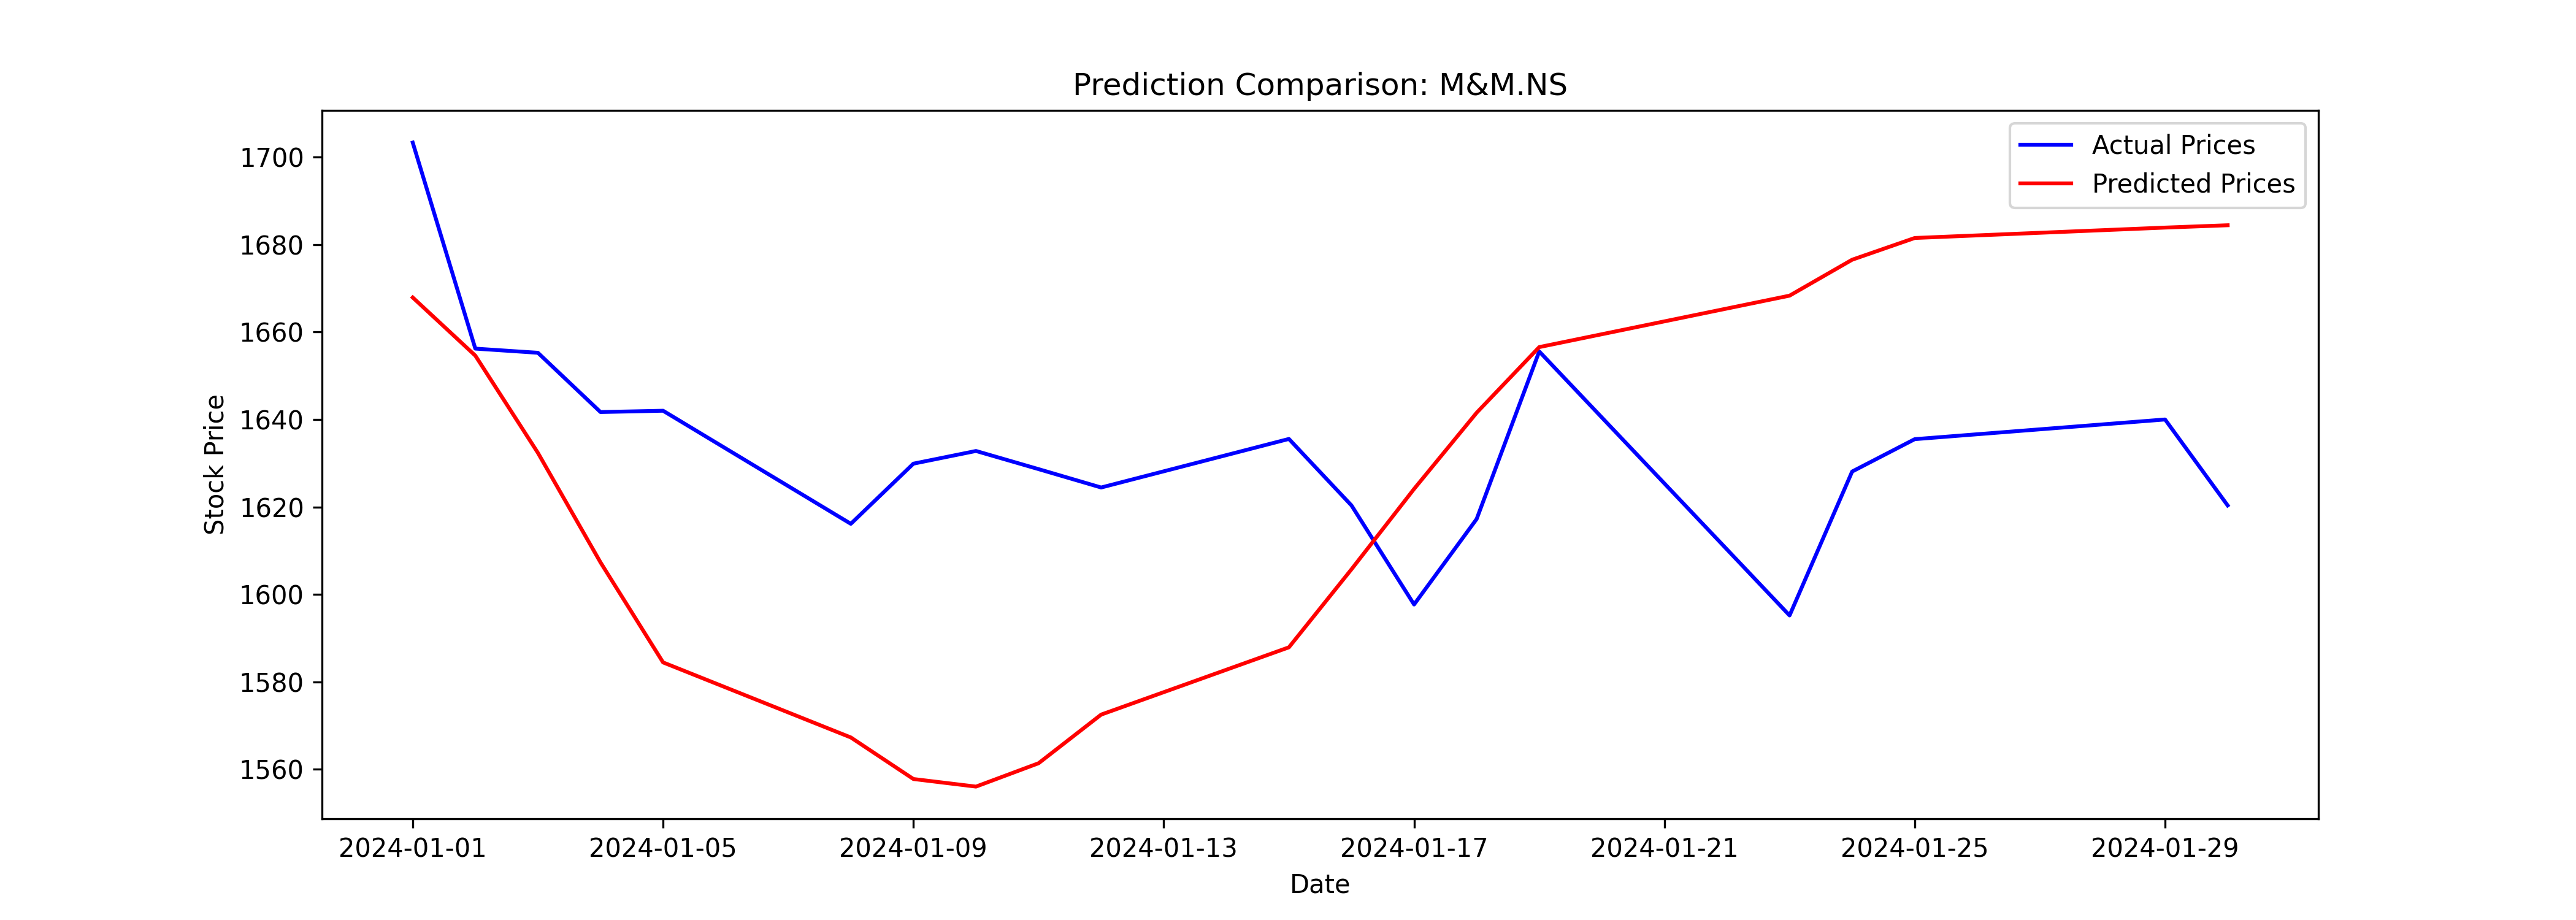 Prediction Comparison: M&M.NS
Actual Prices
Predicted Prices
1700
1680
1660
1640
1620
1600
1580
1560
Stock Price
2024-01-01 2024-01-05 2024-01-09 2024-01-13 2024-01-17 2024-01-21 2024-01-25 2024-01-29
Date